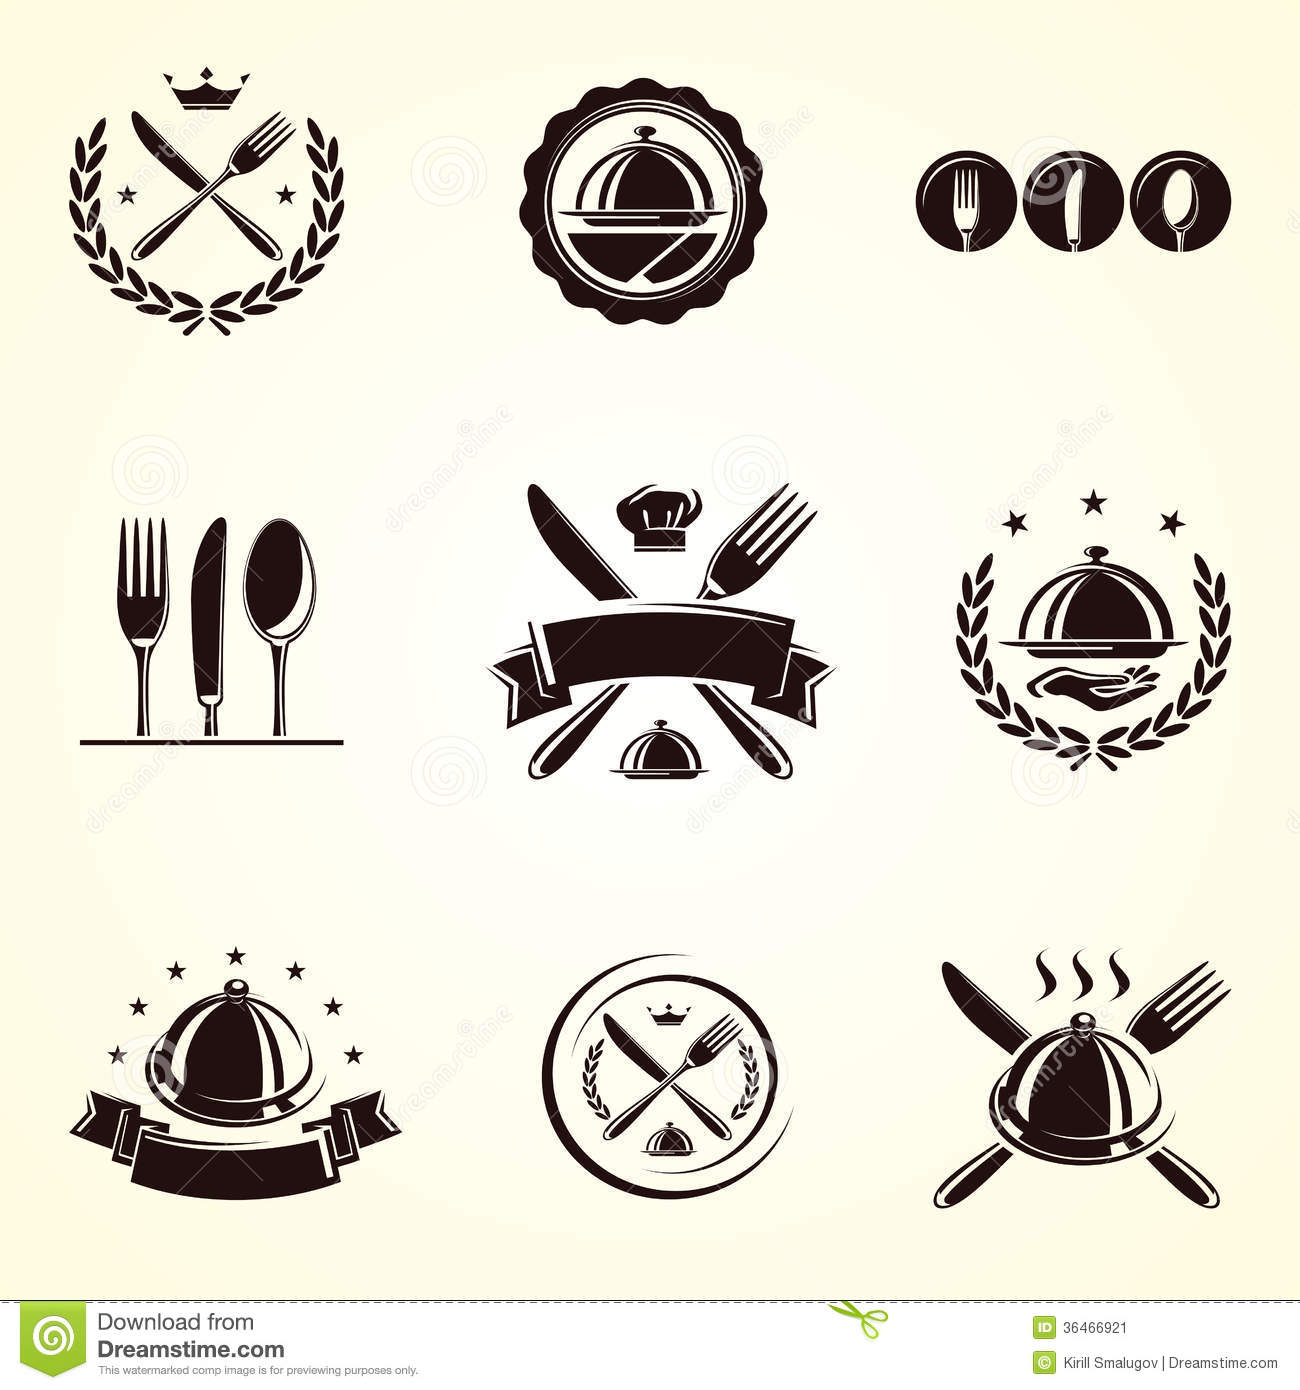 Download from
Dreamstime.com
This watermarked comp image is for previewing purposes only.
ID 36466921
© Kirill Smalugov | Dreamstime.com